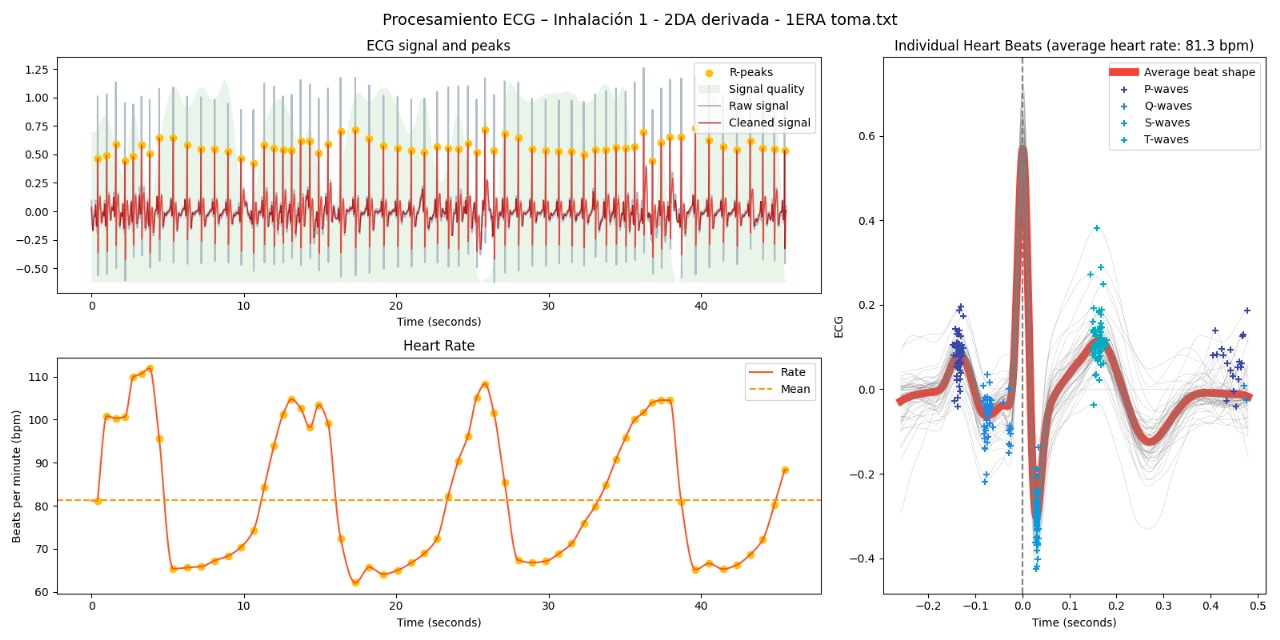 Procesamiento ECG – Inhalación 1 - 2DA derivada - 1ERA toma.txt
ECG signal and peaks
1.25
1.00
0.75
0.50
0.25
0.00
−0.25
−0.50
R-peaks
Signal quality
Raw signal
Cleaned signal
0
10
20
30
40
Time (seconds)
Heart Rate
Beats per minute (bpm)
110
100
90
80
70
60
Rate
Mean
0
10
20
30
40
Time (seconds)
Individual Heart Beats (average heart rate: 81.3 bpm)
ECG
0.6
0.4
0.2
0.0
−0.2
−0.4
Average beat shape
P-waves
Q-waves
S-waves
T-waves
−0.2
−0.1
0.0
0.1
0.2
0.3
0.4
0.5
Time (seconds)